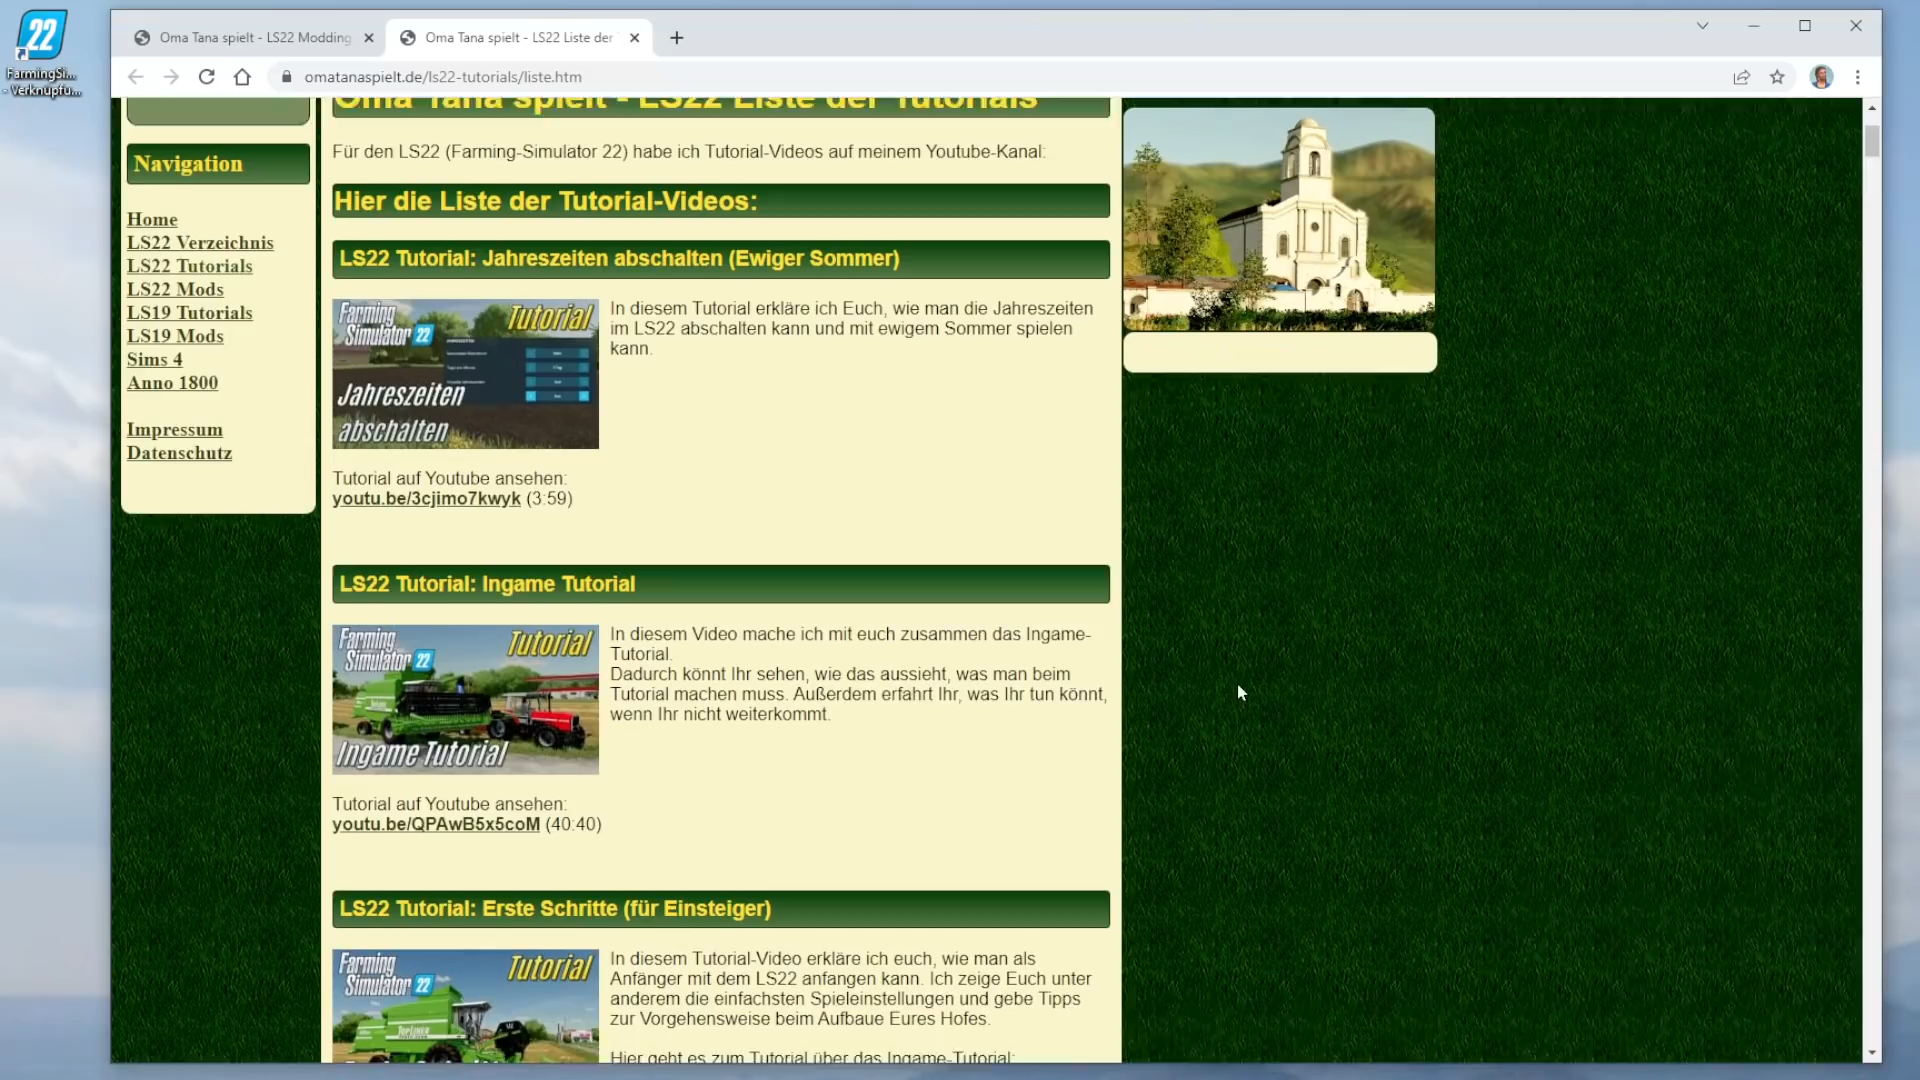 22
FarmingSi...
- Verknüpfu...
Oma Tana spielt - LS22 Modding
Oma Tana spielt - LS22 Liste der
omatanaspielt.de/ls22-tutorials/liste.htm
Navigation
Home
LS22 Verzeichnis
LS22 Tutorials
LS22 Mods
LS19 Tutorials
LS19 Mods
Sims 4
Anno 1800
Impressum
Datenschutz
Oma Tana spielt - LS22 Liste der Tutorials
Für den LS22 (Farming-Simulator 22) habe ich Tutorial-Videos auf meinem Youtube-Kanal:
Hier die Liste der Tutorial-Videos:
LS22 Tutorial: Jahreszeiten abschalten (Ewiger Sommer)
Farming
Simulator 22
Tutorial
Jahreszeiten
abschalten
In diesem Tutorial erkläre ich Euch, wie man die Jahreszeiten
im LS22 abschalten kann und mit ewigem Sommer spielen
kann.
Tutorial auf Youtube ansehen:
youtu.be/3cjimo7kwyk (3:59)
LS22 Tutorial: Ingame Tutorial
Farming
Simulator 22
Tutorial
Ingame Tutorial
In diesem Video mache ich mit euch zusammen das Ingame-
Tutorial.
Dadurch könnt Ihr sehen, wie das aussieht, was man beim
Tutorial machen muss. Außerdem erfahrt Ihr, was Ihr tun könnt,
wenn Ihr nicht weiterkommt.
Tutorial auf Youtube ansehen:
youtu.be/QPAwB5x5coM (40:40)
LS22 Tutorial: Erste Schritte (für Einsteiger)
Farming
Simulator 22
Tutorial
In diesem Tutorial-Video erkläre ich euch, wie man als
Anfänger mit dem LS22 anfangen kann. Ich zeige Euch unter
anderem die einfachsten Spieleinstellungen und gebe Tipps
zur Vorgehensweise beim Aufbaue Eures Hofes.
Hier geht es zum Tutorial über das Ingame-Tutorial: